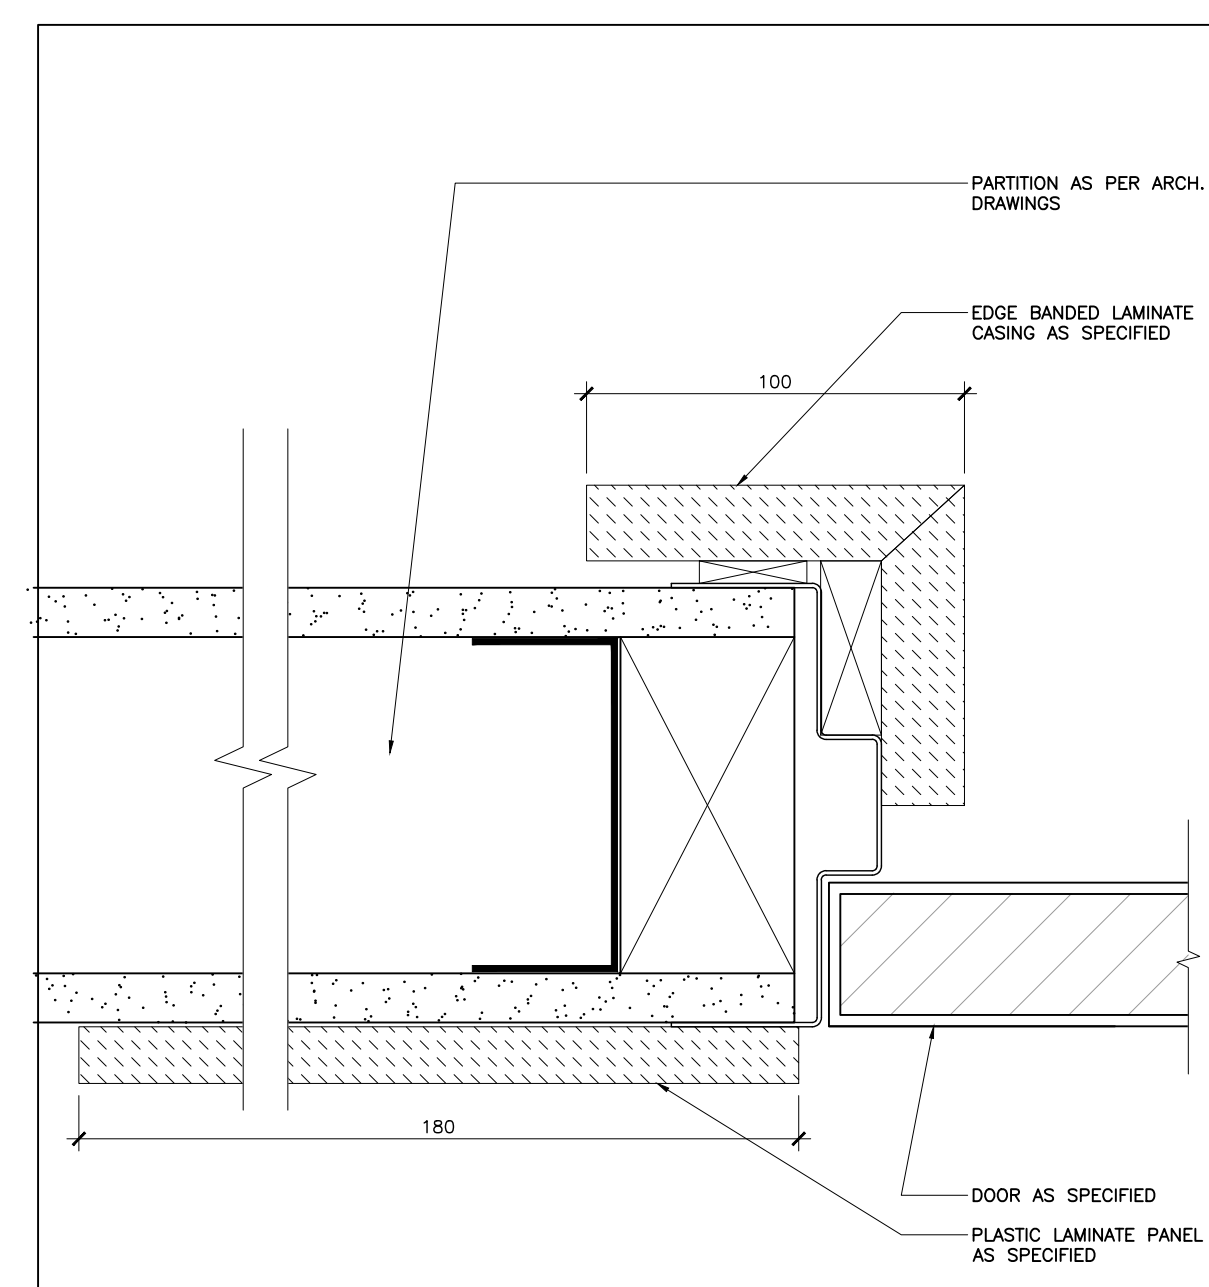 PARTITION AS PER ARCH.
DRAWINGS
EDGE BANDED LAMINATE
CASING AS SPECIFIED
100
180
DOOR AS SPECIFIED
PLASTIC LAMINATE PANEL
AS SPECIFIED